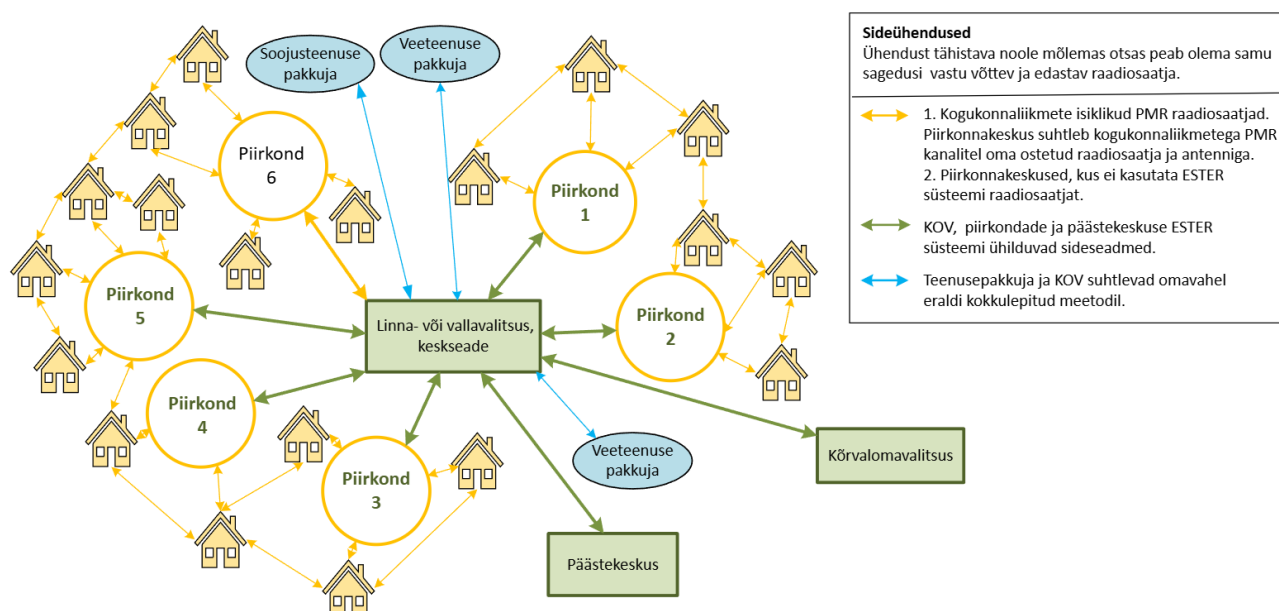 Soojusteenuse
pakkuja
Veeteenuse
pakkuja
Piirkond
6
Piirkond
1
Piirkond
5
Piirkond
2
Linna- või vallavalitsus,
keskseade
Piirkond
4
Piirkond
3
Veeteenuse
pakkuja
Kõrvalomavalitsus
Päästekeskus
Sideühendused
Ühendust tähistava noole mõlemas otsas peab olema samu
sagedusi vastu võttev ja edastav raadiosaatja.
1. Kogukonnaliikmete isiklikud PMR raadiosaatjad.
Piirkonnakeskus suhtleb kogukonnaliikmetega PMR
kanalitel oma ostetud raadiosaatja ja antenniga.
2. Piirkonnakeskused, kus ei kasutata ESTER
süsteemi raadiosaatjat.
KOV, piirkondade ja päästekeskuse ESTER
süsteemi ühilduvad sideseadmed.
Teenusepakkuja ja KOV suhtlevad omavahel
eraldi kokkulepitud meetodil.